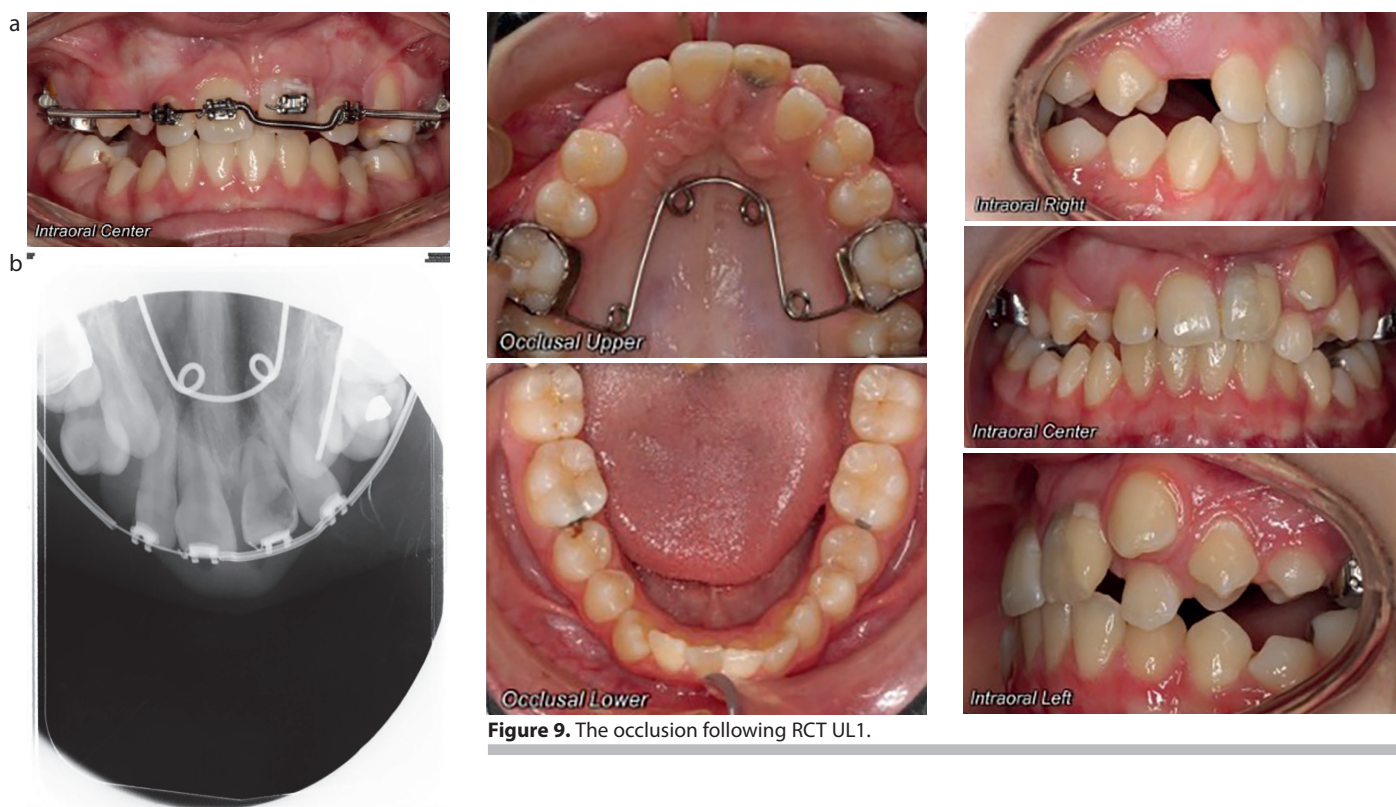 a
Intraoral Center
b
Occlusal Upper
Occlusal Lower
Figure 9. The occlusion following RCT UL1.
Intraoral Right
Intraoral Center
Intraoral Left